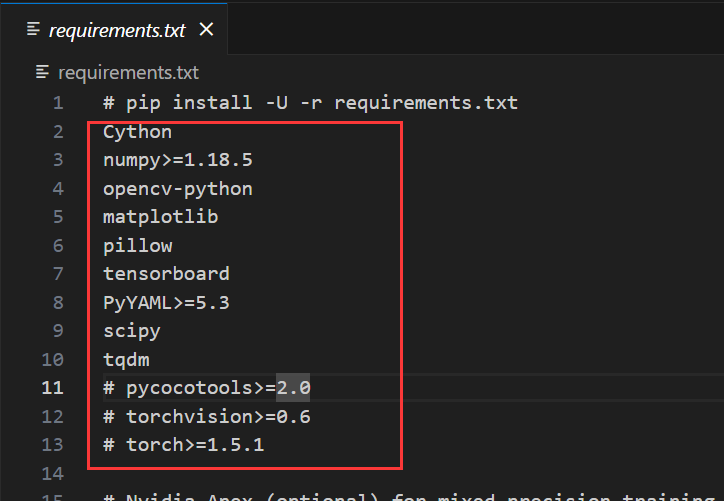 requirements.txt
requirements.txt
1 # pip install -U -r requirements.txt
2 Cython
3 numpy>=1.18.5
4 opencv-python
5 matplotlib
6 pillow
7 tensorboard
8 PyYAML>=5.3
9 scipy
10 tqdm
11 # pycocotools>=2.0
12 # torchvision>=0.6
13 # torch>=1.5.1
14
15 # Nvidia Apex (optional) for mixed precision training